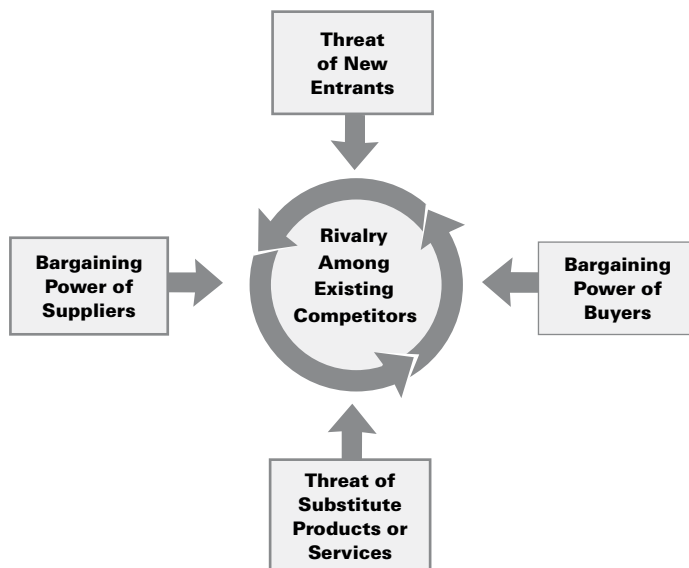 Threat
of New
Entrants
Bargaining
Power of
Suppliers
Rivalry
Among
Existing
Competitors
Bargaining
Power of
Buyers
Threat of
Substitute
Products or
Services